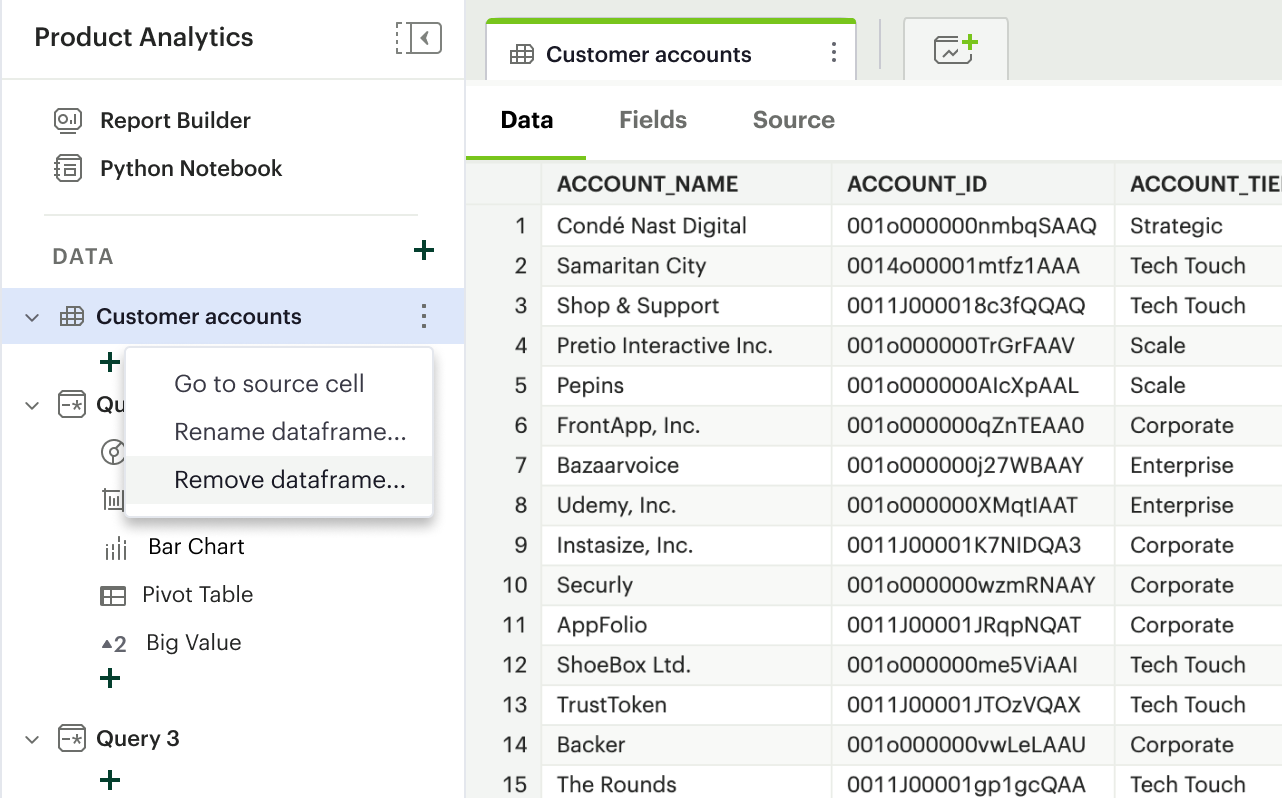 Product Analytics
Report Builder
Python Notebook
DATA
Customer accounts
Go to source cell
Qu
Rename dataframe...
Remove dataframe...
Bar Chart
Pivot Table
2 Big Value
Query 3
Customer accounts
Data Fields Source
ACCOUNT_NAME ACCOUNT_ID ACCOUNT_TIE
1 Condé Nast Digital 001o000000nmbqSAAQ Strategic
2 Samaritan City 0014o00001mtfz1AAA Tech Touch
3 Shop & Support 0011J000018c3fQQAQ Tech Touch
4 Pretio Interactive Inc. 001o000000TrGrFAAV Scale
5 Pepins 001o000000AIcXpAAL Scale
6 FrontApp, Inc. 001o000000qZnTEAA0 Corporate
7 Bazaarvoice 001o000000j27WBAAY Enterprise
8 Udemy, Inc. 001o000000XMqtIAAT Enterprise
9 Instasize, Inc. 0011J00001K7NIDQA3 Corporate
10 Securly 001o000000wzmRNAAY Corporate
11 AppFolio 0011J00001JRqpNQAT Corporate
12 ShoeBox Ltd. 001o000000me5ViAAI Tech Touch
13 TrustToken 0011J00001JTOzVQAX Tech Touch
14 Backer 001o000000vwLeLAAU Corporate
15 The Rounds 0011J00001gp1gcQAA Tech Touch